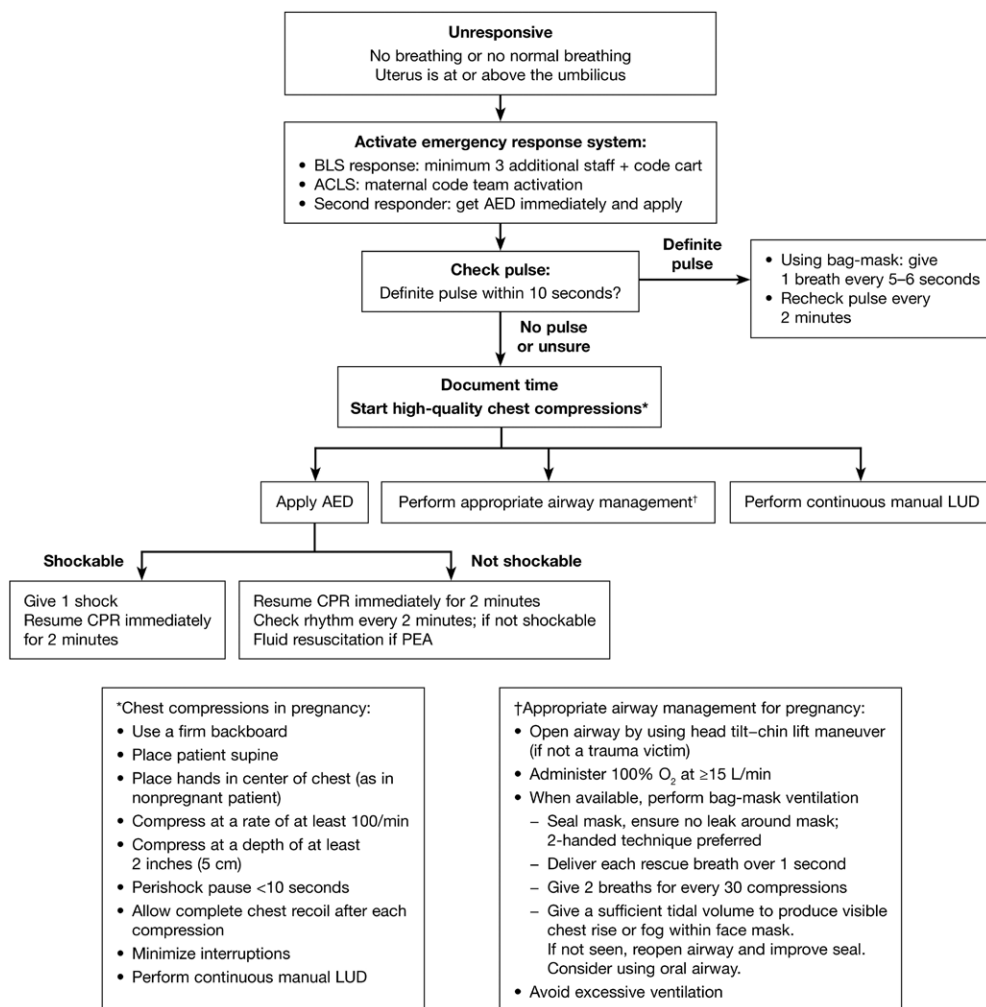 Unresponsive
No breathing or no normal breathing
Uterus is at or above the umbilicus
Activate emergency response system:
• BLS response: minimum 3 additional staff + code cart
• ACLS: maternal code team activation
• Second responder: get AED immediately and apply
Check pulse:
Definite pulse within 10 seconds?
Definite
pulse
• Using bag-mask: give
1 breath every 5–6 seconds
• Recheck pulse every
2 minutes
No pulse
or unsure
Document time
Start high-quality chest compressions*
Apply AED
Perform appropriate airway management†
Perform continuous manual LUD
Shockable
Not shockable
Give 1 shock
Resume CPR immediately
for 2 minutes
Resume CPR immediately for 2 minutes
Check rhythm every 2 minutes; if not shockable
Fluid resuscitation if PEA
*Chest compressions in pregnancy:
• Use a firm backboard
• Place patient supine
• Place hands in center of chest (as in
nonpregnant patient)
• Compress at a rate of at least 100/min
• Compress at a depth of at least
2 inches (5 cm)
• Perishock pause <10 seconds
• Allow complete chest recoil after each
compression
• Minimize interruptions
• Perform continuous manual LUD
†Appropriate airway management for pregnancy:
• Open airway by using head tilt–chin lift maneuver
(if not a trauma victim)
• Administer 100% O₂ at ≥15 L/min
• When available, perform bag-mask ventilation
– Seal mask, ensure no leak around mask;
2-handed technique preferred
– Deliver each rescue breath over 1 second
– Give 2 breaths for every 30 compressions
– Give a sufficient tidal volume to produce visible
chest rise or fog within face mask.
If not seen, reopen airway and improve seal.
Consider using oral airway.
• Avoid excessive ventilation